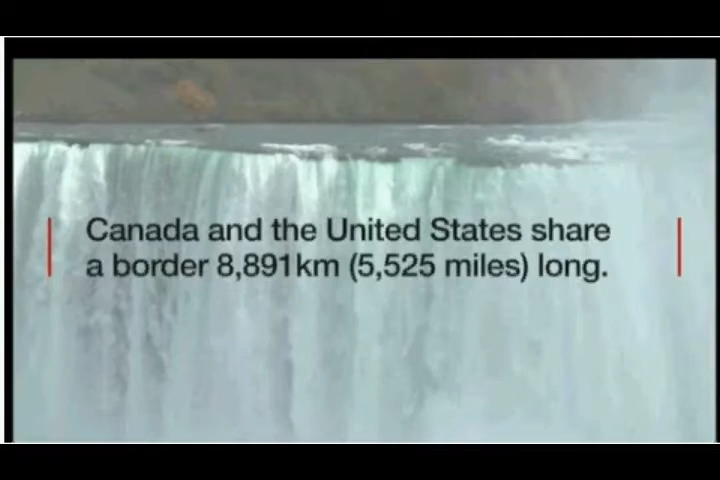 Canada and the United States share
a border 8,891km (5,525 miles) long.